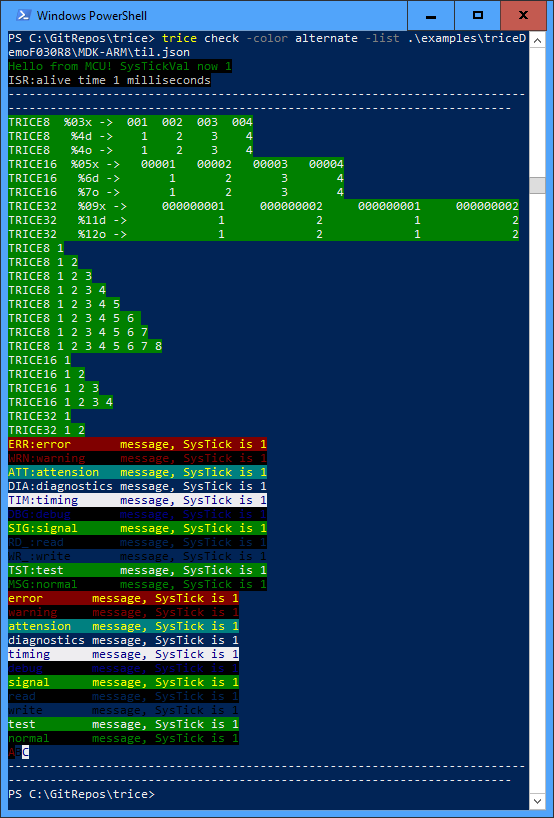 Windows PowerShell
PS C:\GitRepos\trice> trice check -color alternate -list .\examples\triceD
emoF030R8\MDK-ARM\til.json
Hello from MCU! SysTickVal now 1
ISR:alive time 1 milliseconds
--------------------------------------------------------------------------
------------------------------------------------------------------------
TRICE8  %03x ->  001  002  003  004
TRICE8   %4d ->    1    2    3    4
TRICE8   %4o ->    1    2    3    4
TRICE16  %05x ->   00001  00002   00003  00004
TRICE16   %6d ->       1       2       3      4
TRICE16   %7o ->       1       2       3      4
TRICE32  %09x ->     000000001     000000002     000000001     000000002
TRICE32  %11d ->             1             2             1             2
TRICE32  %12o ->             1             2             1             2
TRICE8 1
TRICE8 1 2
TRICE8 1 2 3
TRICE8 1 2 3 4
TRICE8 1 2 3 4 5
TRICE8 1 2 3 4 5 6
TRICE8 1 2 3 4 5 6 7
TRICE8 1 2 3 4 5 6 7 8
TRICE16 1
TRICE16 1 2
TRICE16 1 2 3
TRICE16 1 2 3 4
TRICE32 1
TRICE32 1 2
ERR:error       message, SysTick is 1
WRN:warning     message, SysTick is 1
ATT:attension   message, SysTick is 1
DIA:diagnostics message, SysTick is 1
TIM:timing      message, SysTick is 1
DBG:debug       message, SysTick is 1
SIG:signal      message, SysTick is 1
RD_:read        message, SysTick is 1
WR_:write       message, SysTick is 1
TST:test        message, SysTick is 1
MSG:normal      message, SysTick is 1
error       message, SysTick is 1
warning     message, SysTick is 1
attension   message, SysTick is 1
diagnostics message, SysTick is 1
timing      message, SysTick is 1
debug       message, SysTick is 1
signal      message, SysTick is 1
read        message, SysTick is 1
write       message, SysTick is 1
test        message, SysTick is 1
normal      message, SysTick is 1
ABC
--------------------------------------------------------------------------
------------------------------------------------------------------------
PS C:\GitRepos\trice>